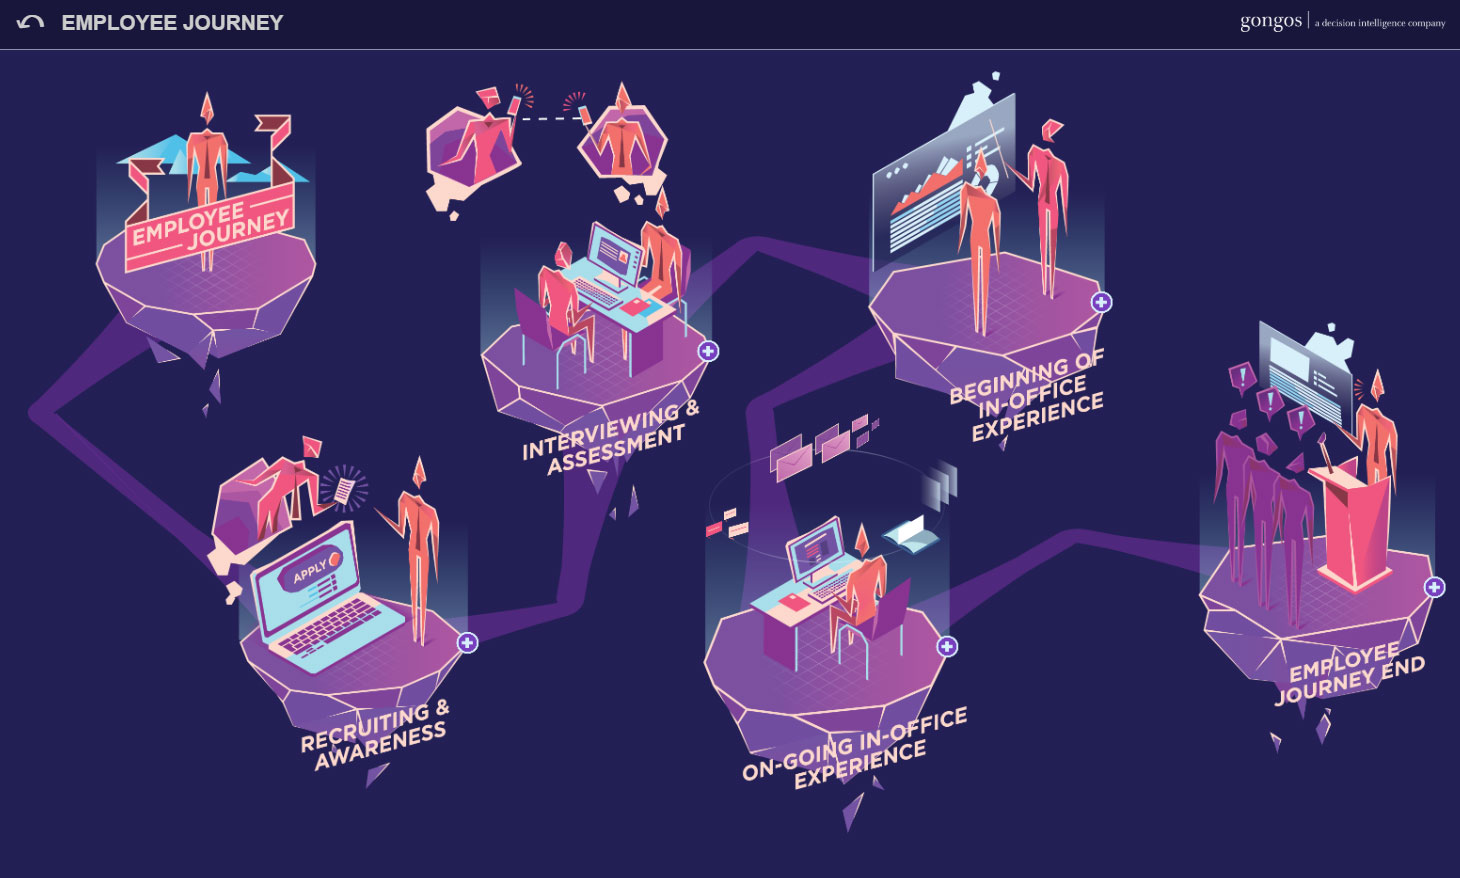 EMPLOYEE JOURNEY
gongos | a decision intelligence company
EMPLOYEE
JOURNEY
INTERVIEWING &
ASSESSMENT
BEGINNING OF
IN-OFFICE
EXPERIENCE
!
!
!
APPLY
RECRUITING &
AWARENESS
ON-GOING IN-OFFICE
EXPERIENCE
EMPLOYEE
JOURNEY END